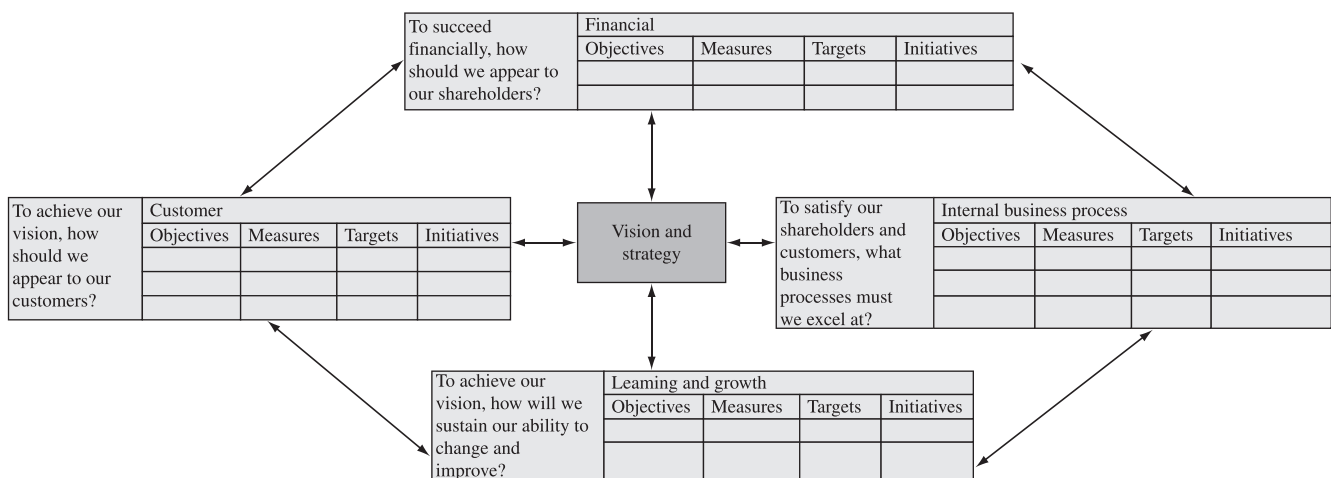 To succeed
financially, how
should we appear to
our shareholders?
Financial
Objectives Measures Targets Initiatives
To achieve our
vision, how
should we
appear to our
customers?
Customer
Objectives Measures Targets Initiatives
Vision and
strategy
To satisfy our
shareholders and
customers, what
business
processes must
we excel at?
Internal business process
Objectives Measures Targets Initiatives
To achieve our
vision, how will we
sustain our ability to
change and
improve?
Leaming and growth
Objectives Measures Targets Initiatives